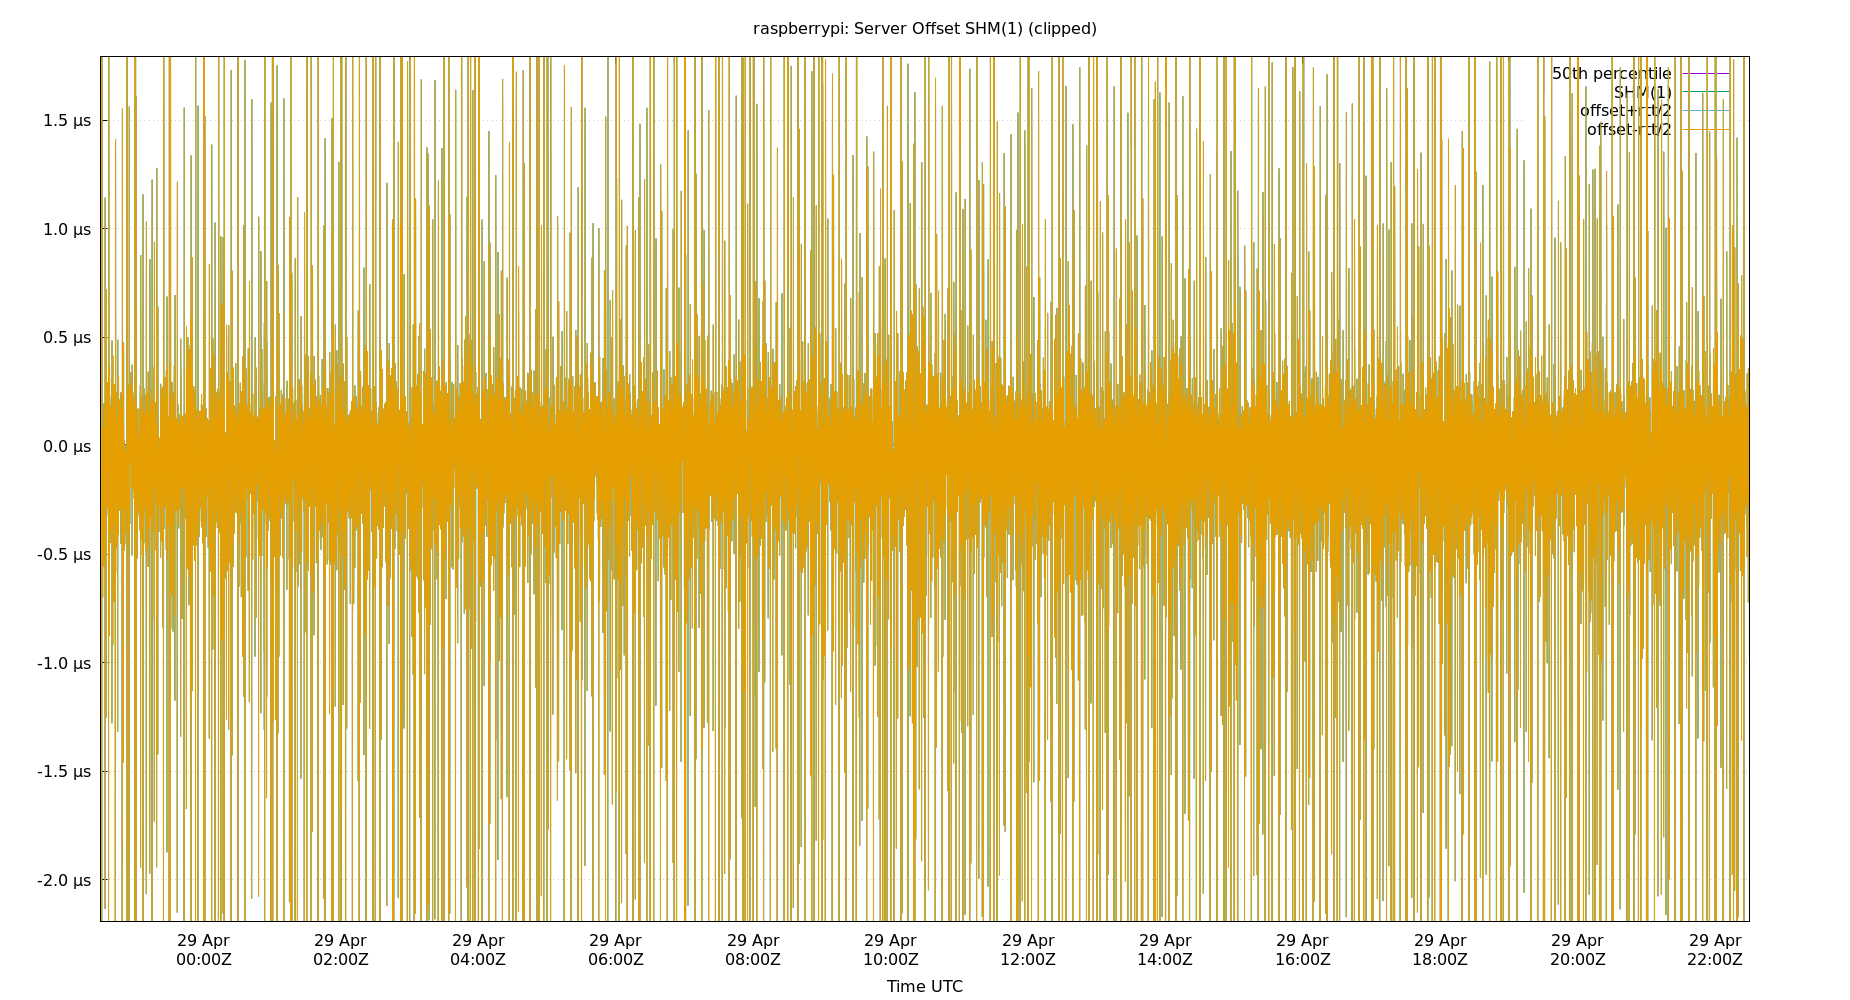 raspberrypi: Server Offset SHM(1) (clipped)
50th percentile
SHM(1)
offset+rtt/2
offset-rtt/2
1.5 µs
1.0 µs
0.5 µs
0.0 µs
-0.5 µs
-1.0 µs
-1.5 µs
-2.0 µs
29 Apr 29 Apr 29 Apr 29 Apr 29 Apr 29 Apr 29 Apr 29 Apr 29 Apr 29 Apr 29 Apr 29 Apr
00:00Z 02:00Z 04:00Z 06:00Z 08:00Z 10:00Z 12:00Z 14:00Z 16:00Z 18:00Z 20:00Z 22:00Z
Time UTC